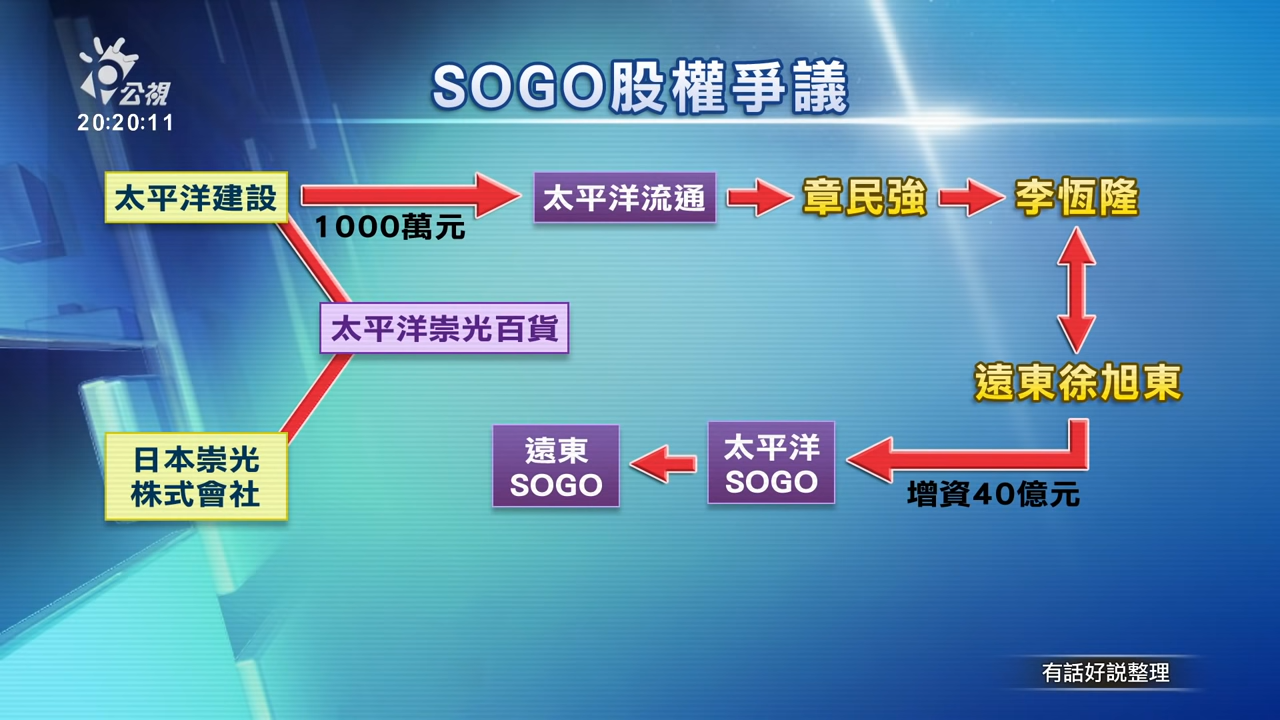 公視
20:20:11
SOGO股權爭議
太平洋建設
1000萬元
太平洋流通
章民強
李恆隆
太平洋崇光百貨
遠東徐旭東
日本崇光
株式會社
遠東
SOGO
太平洋
SOGO
增資40億元
有話好說整理